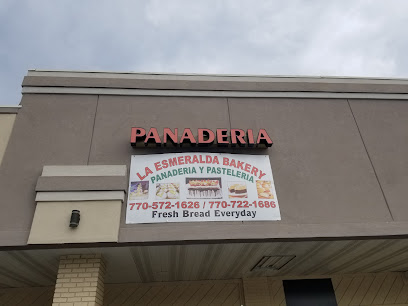 PANADERIA
LA ESMERALDA BAKERY
PANADERIA Y PASTELERIA
770-572-1626 / 770-722-1686
Fresh Bread Everyday